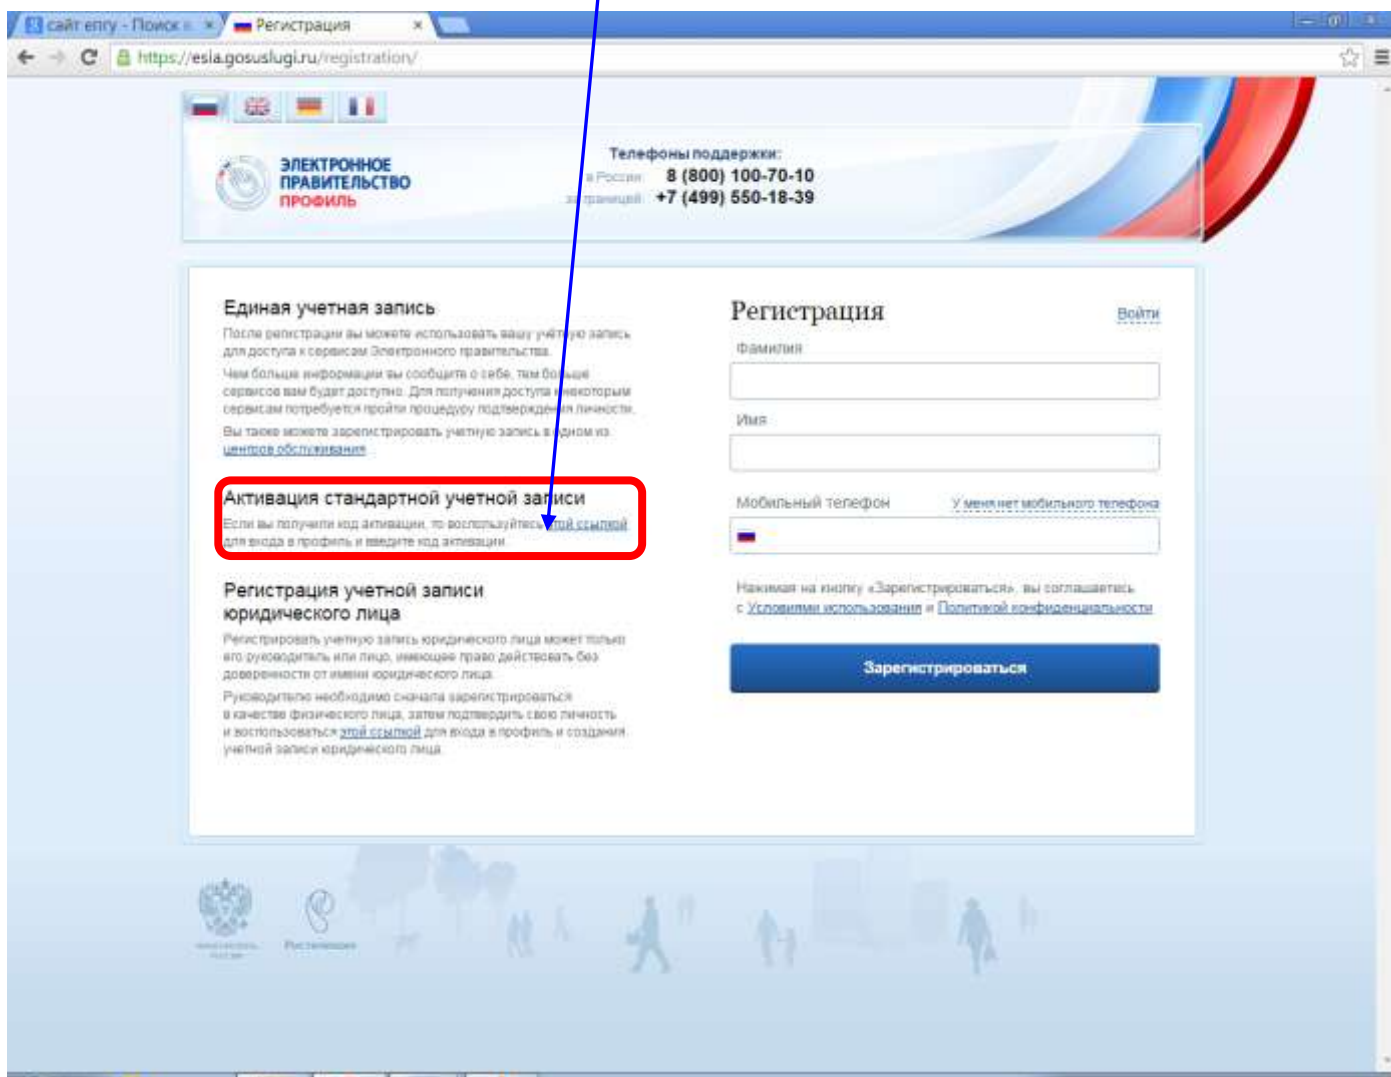 сайт епгу - Поиск в
Регистрация
https://esia.gosuslugi.ru/registration/
ЭЛЕКТРОННОЕ
ПРАВИТЕЛЬСТВО
ПРОФИЛЬ
Телефоны поддержки:
в России: 8 (800) 100-70-10
за границей: +7 (499) 550-18-39
Единая учетная запись
После регистрации вы можете использовать вашу учётную запись
для доступа к сервисам Электронного правительства.
Чем больше информации вы сообщите о себе, тем больше
сервисов вам будет доступно. Для получения доступа к некоторым
сервисам потребуется пройти процедуру подтверждения личности.
Вы также можете зарегистрировать учетную запись в одном из
центров обслуживания
Активация стандартной учетной записи
Если вы получили код активации, то воспользуйтесь этой ссылкой
для входа в профиль и введите код активации.
Регистрация учетной записи
юридического лица
Регистрировать учетную запись юридического лица может только
его руководитель или лицо, имеющее право действовать без
доверенности от имени юридического лица.
Руководителю необходимо сначала зарегистрироваться
в качестве физического лица, затем подтвердить свою личность
и воспользоваться этой ссылкой для входа в профиль и создания
учетной записи юридического лица.
Регистрация
Войти
Фамилия
Имя
Мобильный телефон
У меня нет мобильного телефона
Нажимая на кнопку «Зарегистрироваться», вы соглашаетесь
с Условиями использования и Политикой конфиденциальности
Зарегистрироваться
Ростелеком